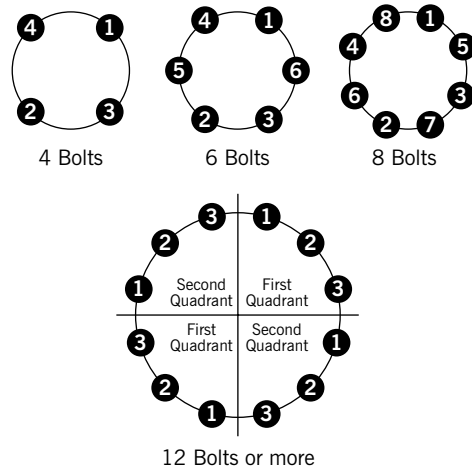 4 1
2 3
4 Bolts
4 1
5 6
2 3
6 Bolts
8 1
4 5
6 3
2 7
8 Bolts
3 1
2 2
1 3
Second Quadrant
First Quadrant
First Quadrant
Second Quadrant
3 1
2 2
1 3
12 Bolts or more